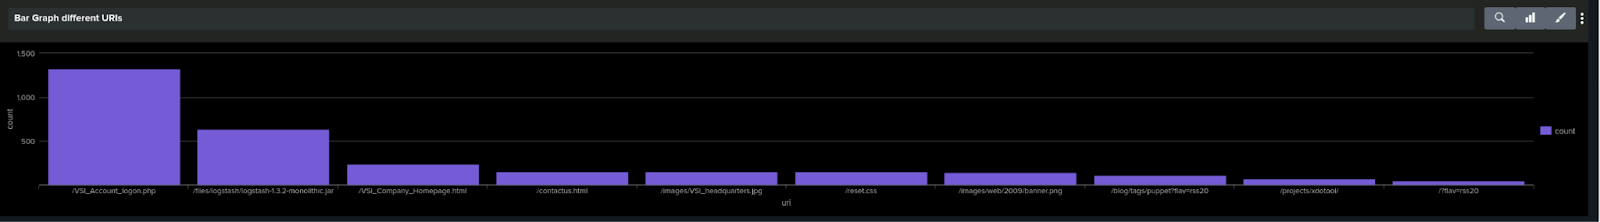 Bar Graph different URIs
1,500
1,000
500
count
/VSI_Account_logon.php
/files/logstash/logstash-1.3.2-monolithic.jar
/VSI_Company_Homepage.html
/contactus.html
/images/VSI_headquarters.jpg
/reset.css
/images/web/2009/banner.png
/blog/tags/puppet?flav=rss20
/projects/xdotool/
/?flav=rss20
uri
count